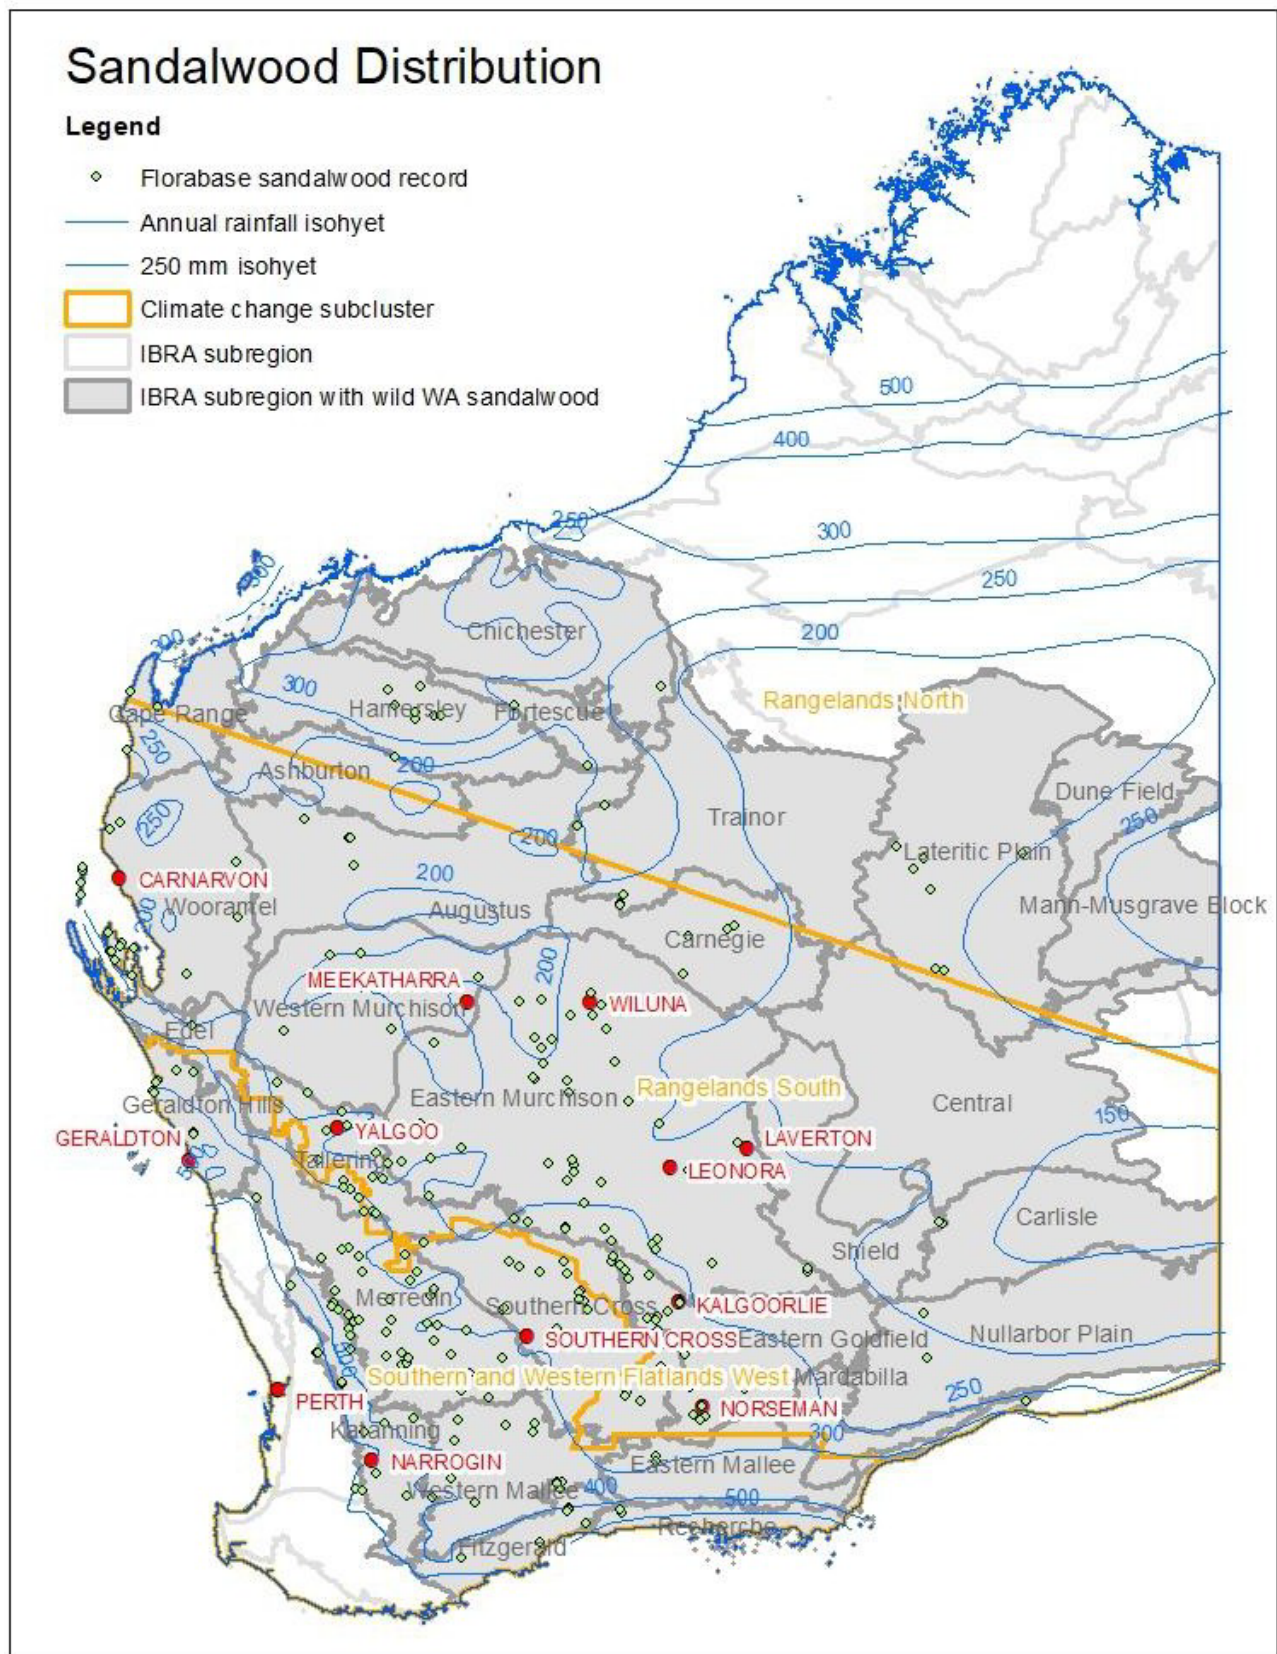 Sandalwood Distribution
Legend
Florabase sandalwood record
Annual rainfall isohyet
250 mm isohyet
Climate change subcluster
IBRA subregion
IBRA subregion with wild WA sandalwood
500
400
250
300
300
250
200
300
Chichester
300
Rangelands North
Cape Range
Hamersley
Fortescue
250
Ashburton
200
Dune Field
Trainor
250
250
200
Lateritic Plain
200
CARNARVON
Wooramel
200
Augustus
Mann-Musgrave Block
Carnegie
200
MEEKATHARRA
Western Murchison
WILUNA
Edel
Rangelands South
Eastern Murchison
Central
Geraldton Hills
150
GERALDTON
YALGOO
LAVERTON
Tallering
LEONORA
500
Carlisle
Shield
Merredin
Southern Cross
KALGOORLIE
SOUTHERN CROSS
Eastern Goldfield
Nullarbor Plain
300
Southern and Western Flatlands West
Mardabilla
250
PERTH
NORSEMAN
Katanning
300
NARROGIN
Eastern Mallee
Western Mallee
400
500
Recherche
Fitzgerald